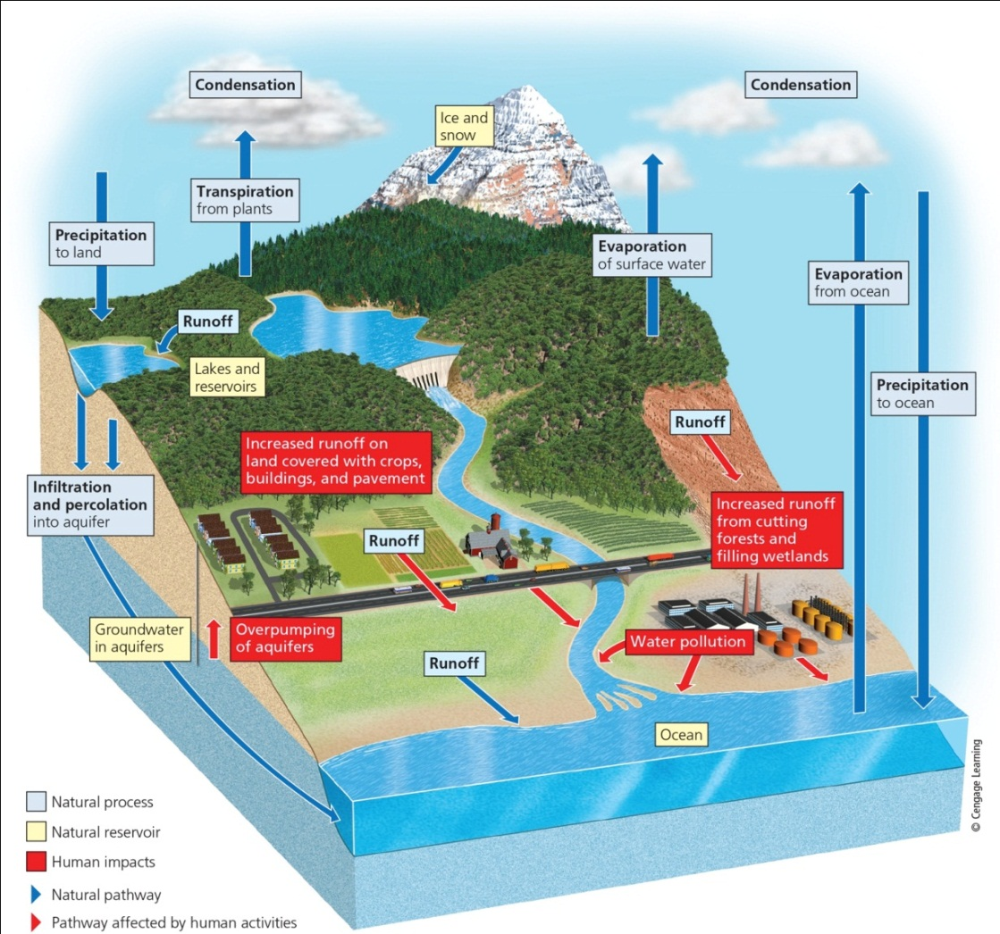 Condensation
Condensation
Ice and
snow
Transpiration
from plants
Precipitation
to land
Evaporation
of surface water
Evaporation
from ocean
Runoff
Lakes and
reservoirs
Precipitation
to ocean
Runoff
Increased runoff on
land covered with crops,
buildings, and pavement
Infiltration
and percolation
into aquifer
Increased runoff
from cutting
forests and
filling wetlands
Runoff
Groundwater
in aquifers
Overpumping
of aquifers
Water pollution
Runoff
Ocean
© Cengage Learning
Natural process
Natural reservoir
Human impacts
Natural pathway
Pathway affected by human activities